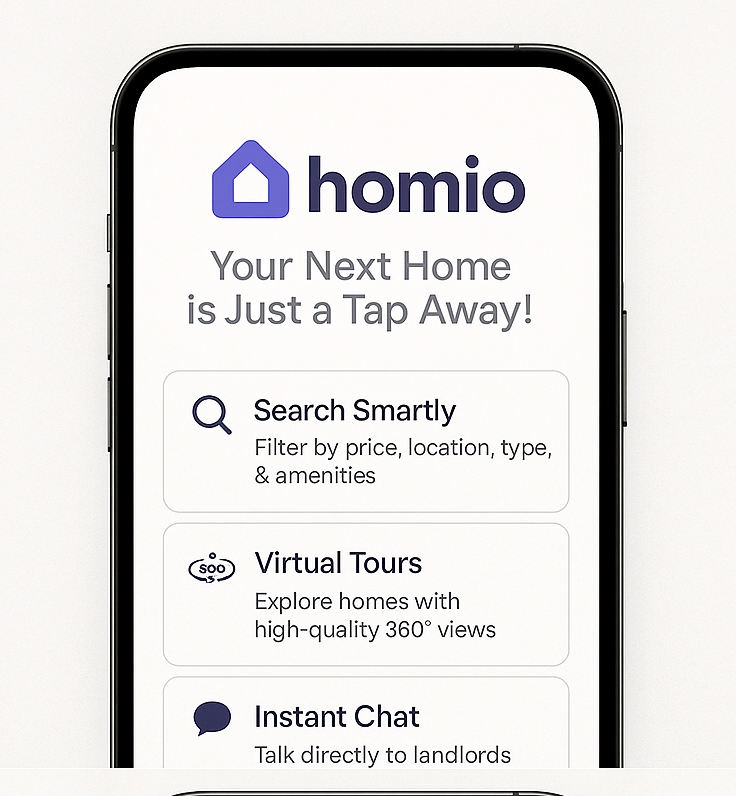 homio
Your Next Home
is Just a Tap Away!
Search Smartly
Filter by price, location, type,
& amenities
SOO
Virtual Tours
Explore homes with
high-quality 360° views
Instant Chat
Talk directly to landlords